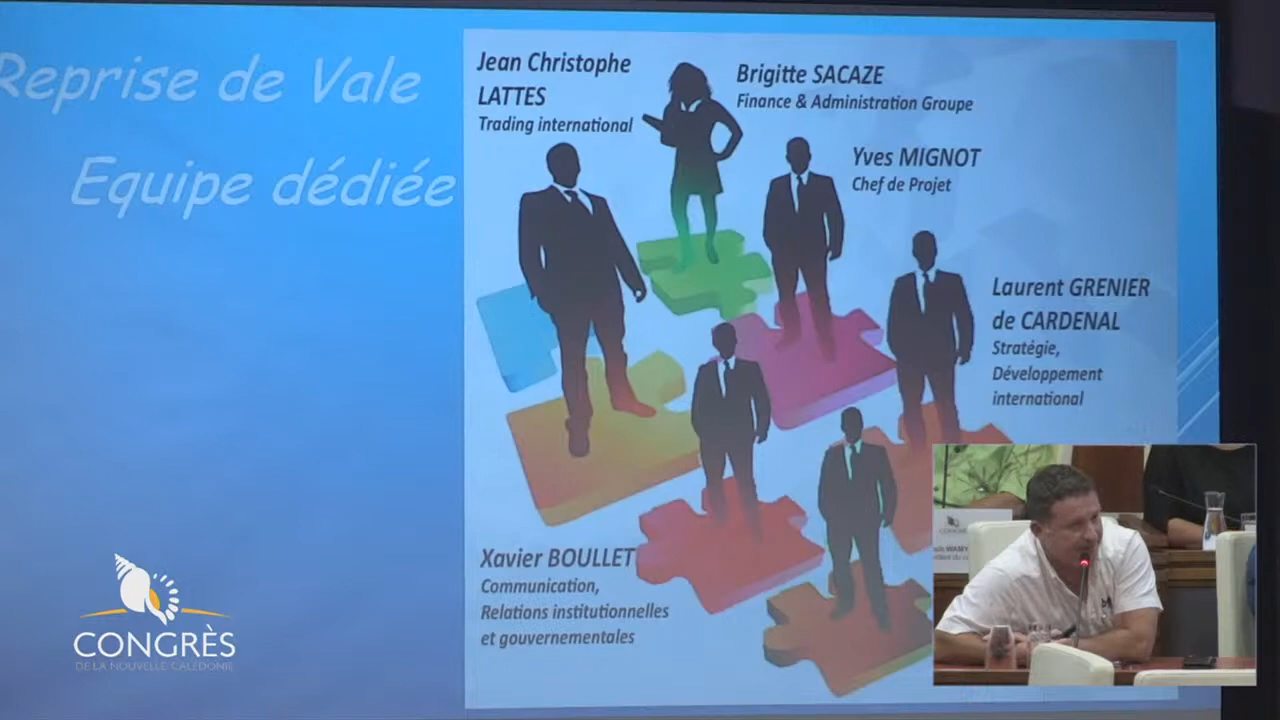 Reprise de Vale
Equipe dédiée
Jean Christophe
LATTES
Trading international
Brigitte SACAZE
Finance & Administration Groupe
Yves MIGNOT
Chef de Projet
Laurent GRENIER
de CARDENAL
Stratégie,
Développement
international
Xavier BOULLET
Communication,
Relations institutionnelles
et gouvernementales
CONGRÈS
DE LA NOUVELLE CALÉDONIE